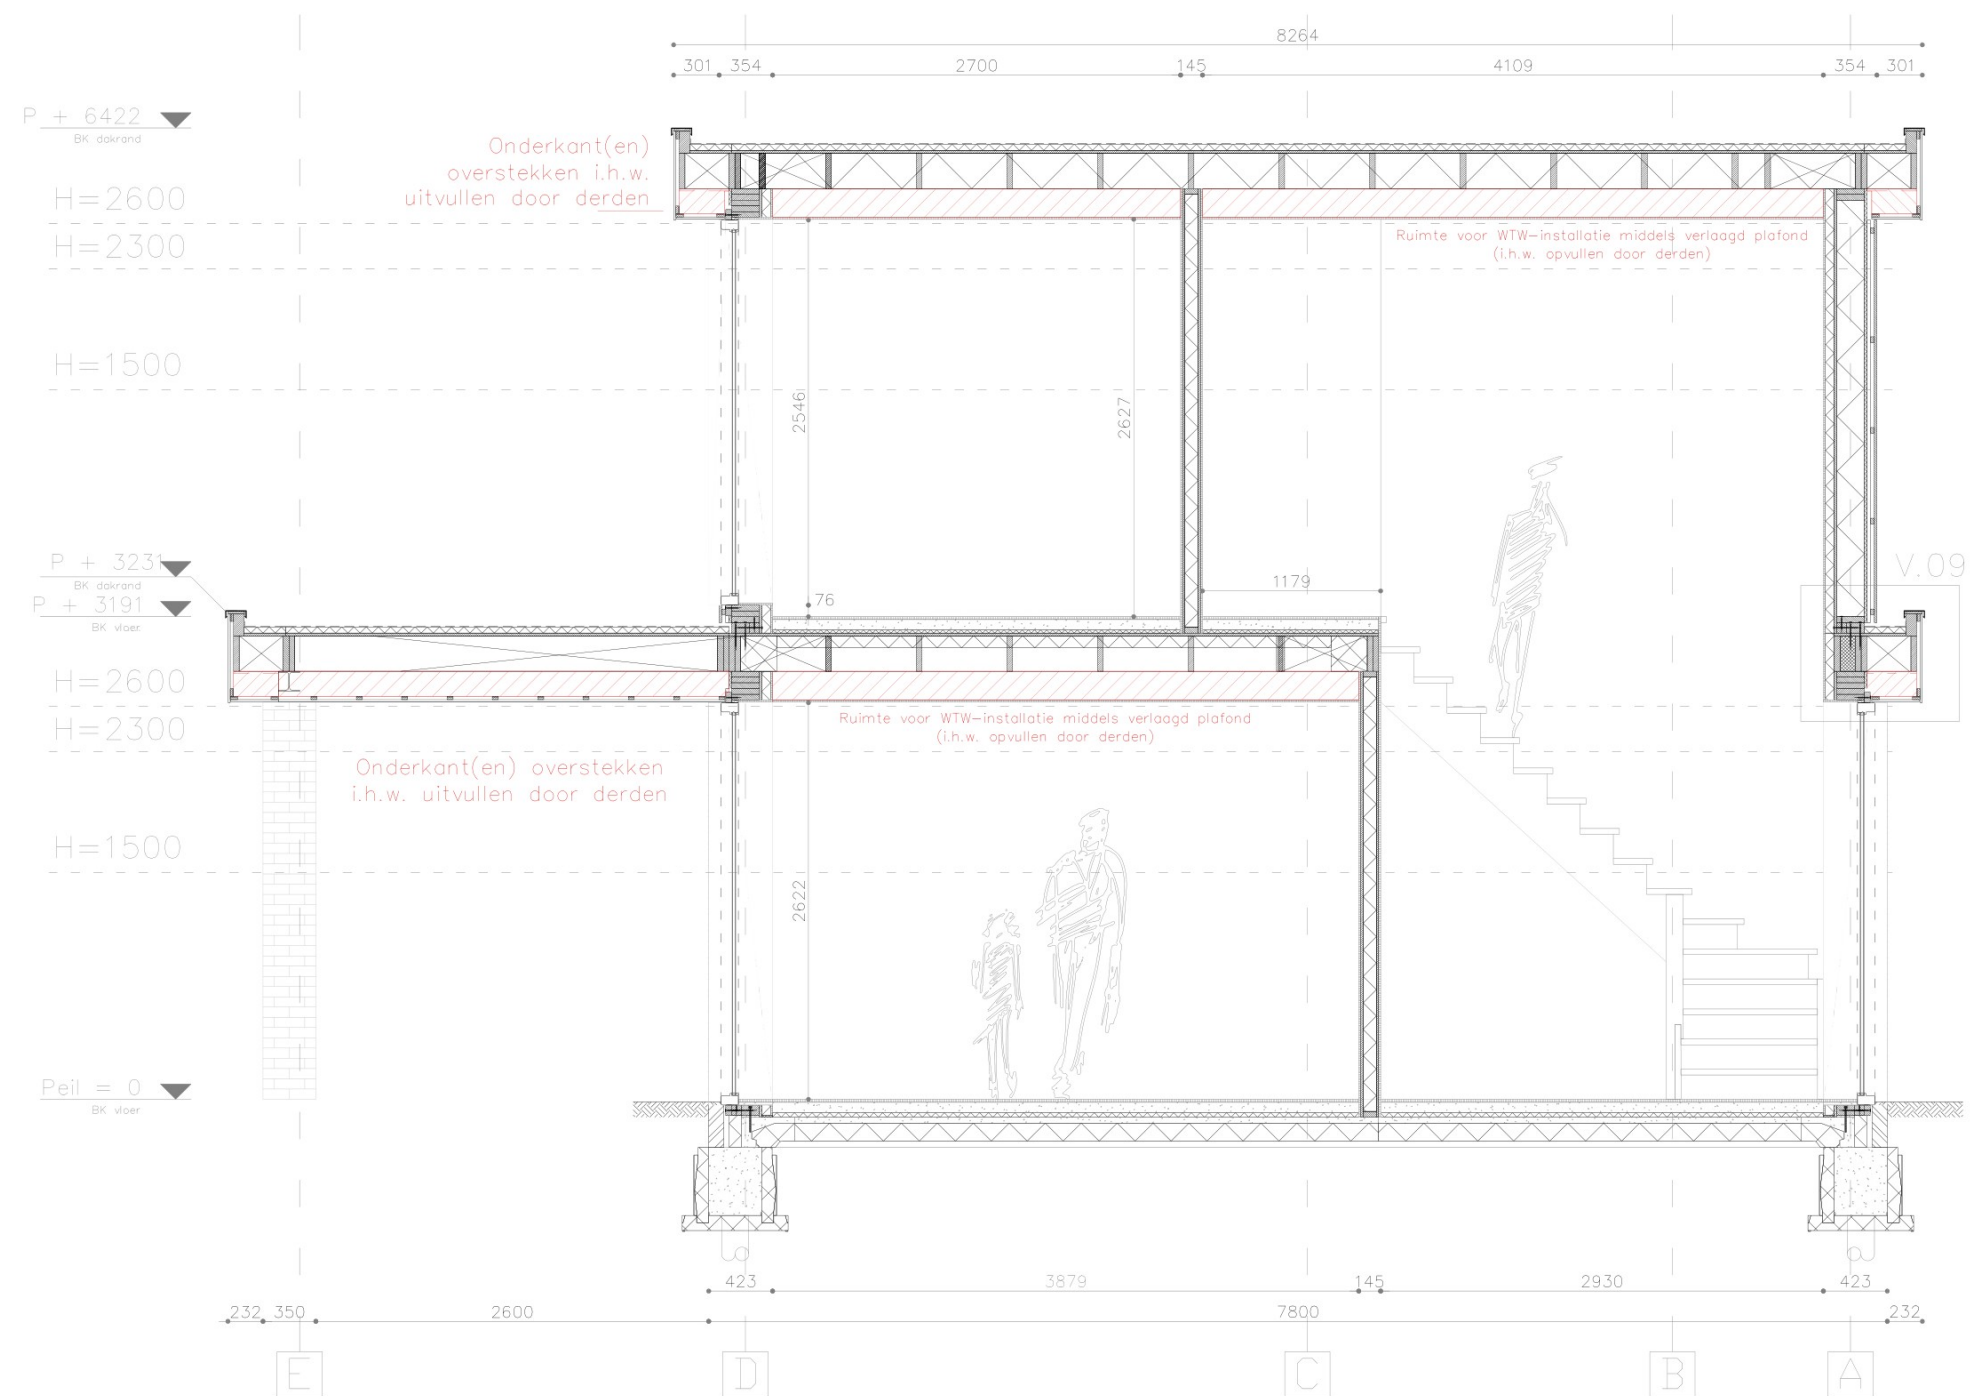 8264
301 354 2700 145 4109 354 301
P + 6422
BK dakrand
Onderkant(en)
overstekken i.h.w.
uitvullen door derden
H=2600
H=2300
Ruimte voor WTW-installatie middels verlaagd plafond
(i.h.w. opvullen door derden)
H=1500
2546
2627
P + 3231
BK dakrand
P + 3191
BK vloer
76
1179
V.09
H=2600
H=2300
Ruimte voor WTW-installatie middels verlaagd plafond
(i.h.w. opvullen door derden)
Onderkant(en) overstekken
i.h.w. uitvullen door derden
H=1500
2622
Peil = 0
BK vloer
423 3879 145 2930 423
232 350 2600 7800 232
E D C B A